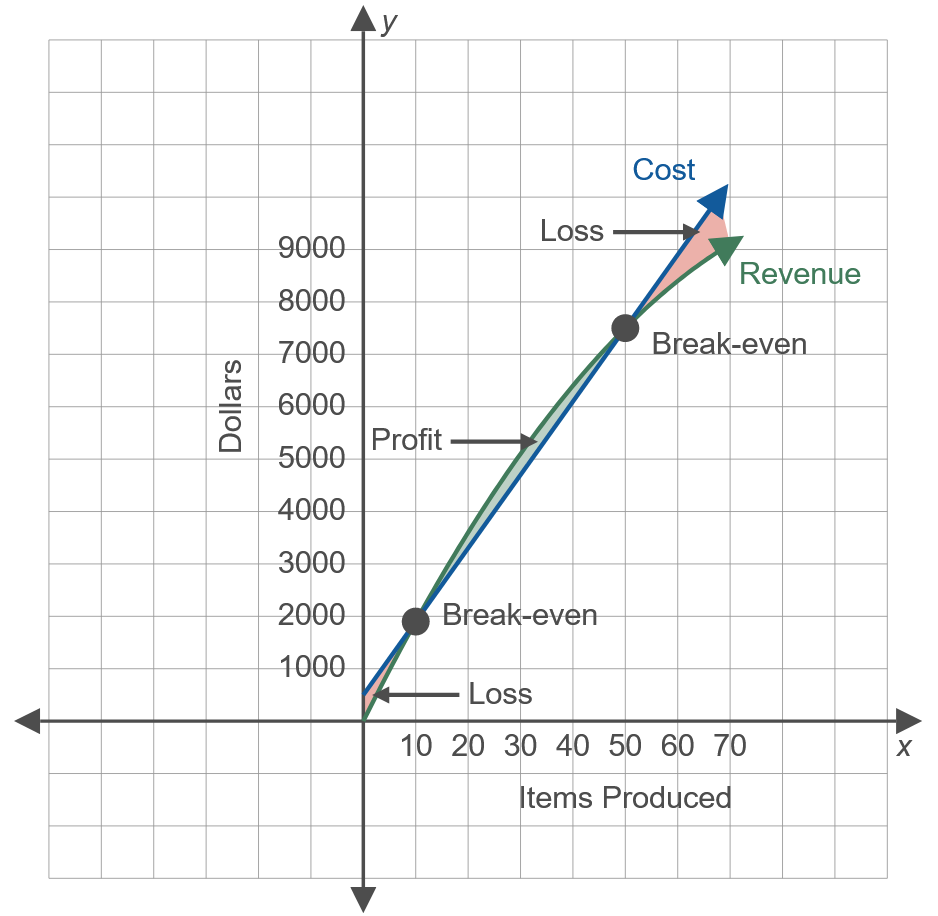 y
Cost
Loss
9000
Revenue
8000
Break-even
7000
Dollars
6000
Profit
5000
4000
3000
2000
Break-even
1000
Loss
10 20 30 40 50 60 70
x
Items Produced